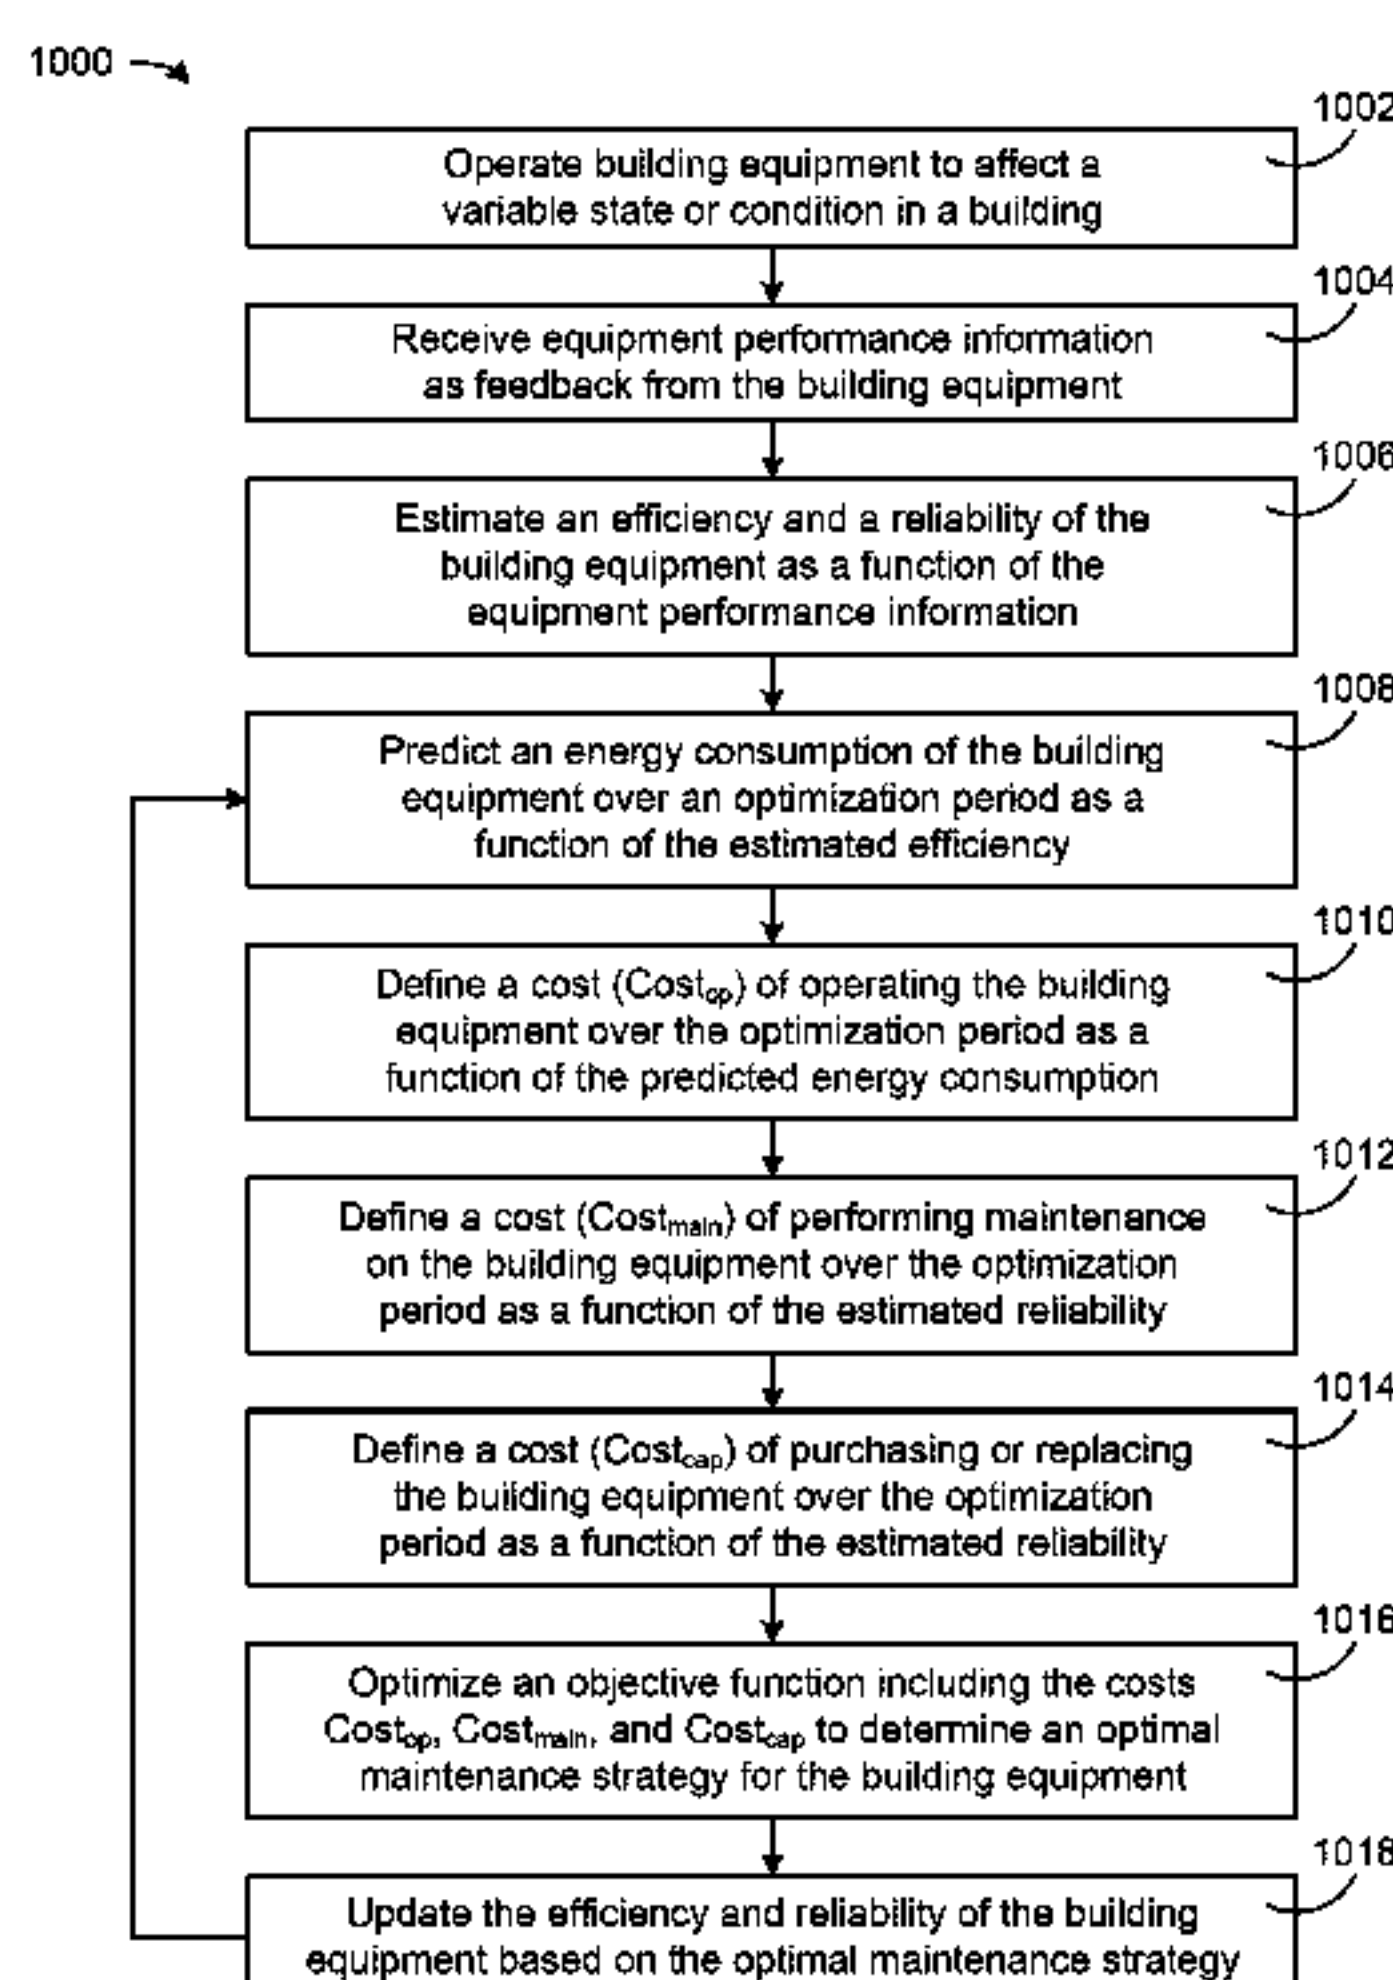 1000
1002
Operate building equipment to affect a
variable state or condition in a building
1004
Receive equipment performance information
as feedback from the building equipment
1006
Estimate an efficiency and a reliability of the
building equipment as a function of the
equipment performance information
1008
Predict an energy consumption of the building
equipment over an optimization period as a
function of the estimated efficiency
1010
Define a cost (Costop) of operating the building
equipment over the optimization period as a
function of the predicted energy consumption
1012
Define a cost (Costmain) of performing maintenance
on the building equipment over the optimization
period as a function of the estimated reliability
1014
Define a cost (Costcap) of purchasing or replacing
the building equipment over the optimization
period as a function of the estimated reliability
1016
Optimize an objective function including the costs
Costop, Costmain, and Costcap to determine an optimal
maintenance strategy for the building equipment
1018
Update the efficiency and reliability of the building
equipment based on the optimal maintenance strategy